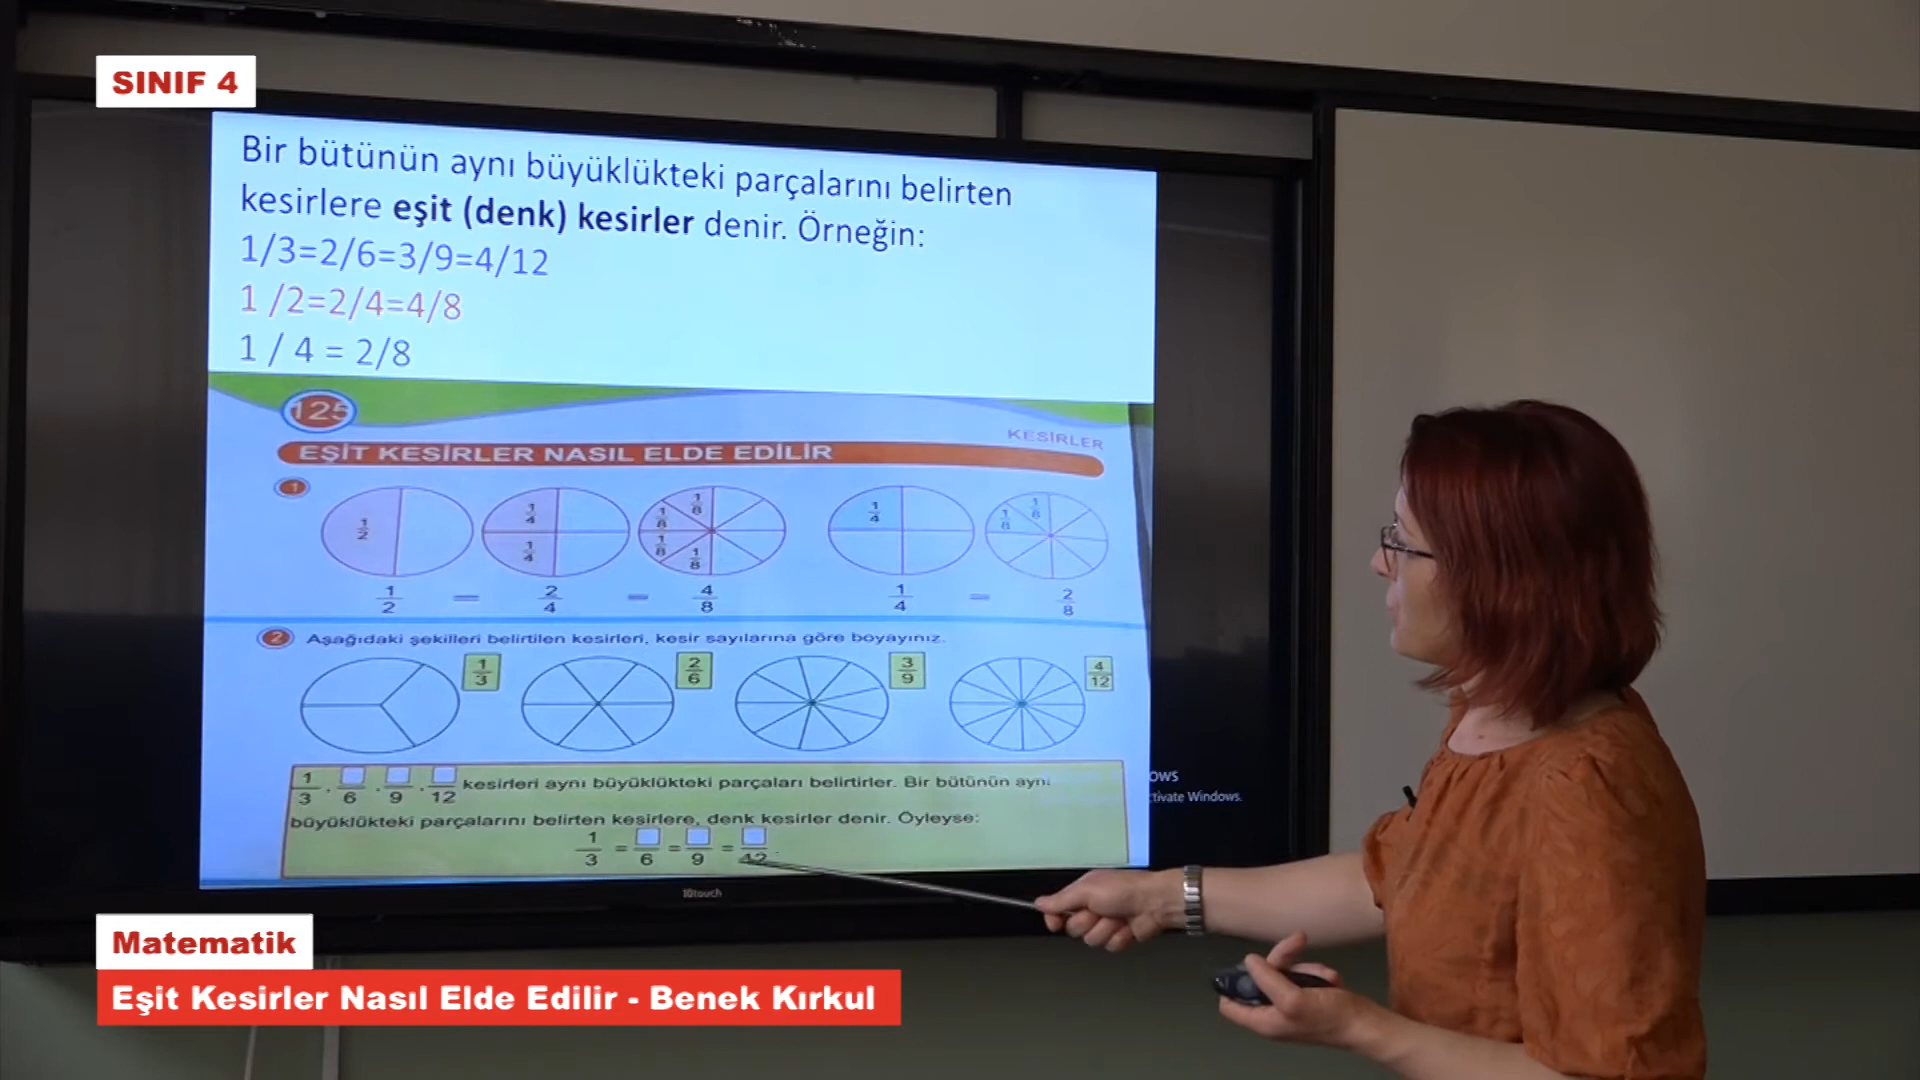 SINIF 4
Bir bütünün aynı büyüklükteki parçalarını belirten
kesirlere eşit (denk) kesirler denir. Örneğin:
1/3=2/6=3/9=4/12
1 /2=2/4=4/8
1 / 4 = 2/8
125
KESİRLER
EŞİT KESİRLER NASIL ELDE EDİLİR
1
1/2 1/4 1/4 1/8 1/8 1/8 1/8 1/4 1/8 1/8
1/2 = 2/4 = 4/8 1/4 = 2/8
2 Aşağıdaki şekilleri belirtilen kesirleri, kesir sayılarına göre boyayınız.
1/3 2/6 3/9 4/12
1/3 , □/6 , □/9 , □/12 kesirleri aynı büyüklükteki parçaları belirtirler. Bir bütünün aynı
büyüklükteki parçalarını belirten kesirlere, denk kesirler denir. Öyleyse:
1/3 = □/6 = □/9 = □/12
Windows.
10touch
Matematik
Eşit Kesirler Nasıl Elde Edilir - Benek Kırkul